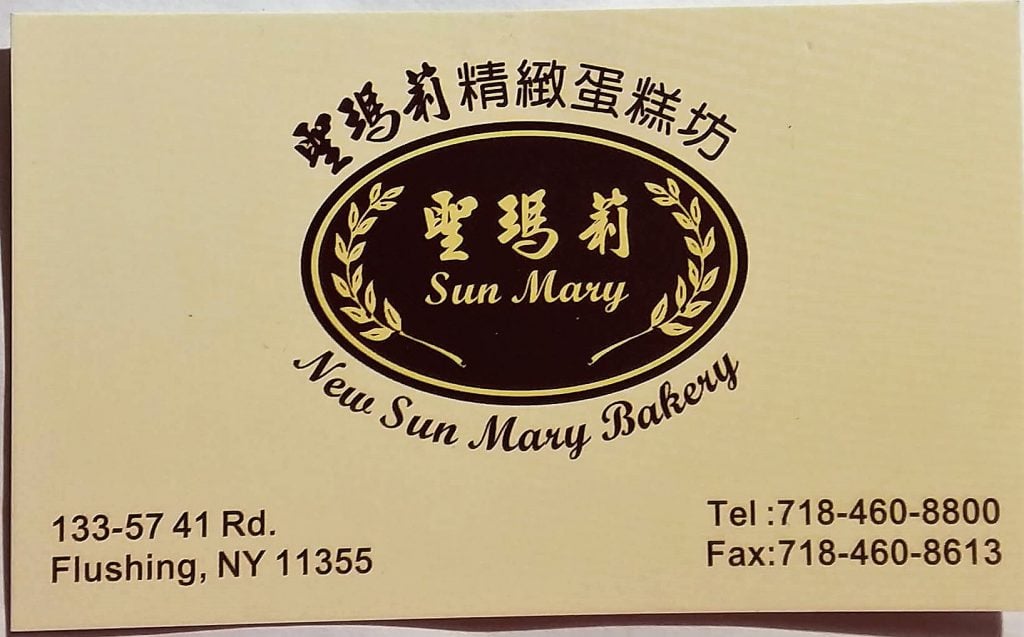 聖瑪莉精緻蛋糕坊
聖瑪莉
Sun Mary
New Sun Mary Bakery
133-57 41 Rd.
Flushing, NY 11355
Tel :718-460-8800
Fax:718-460-8613